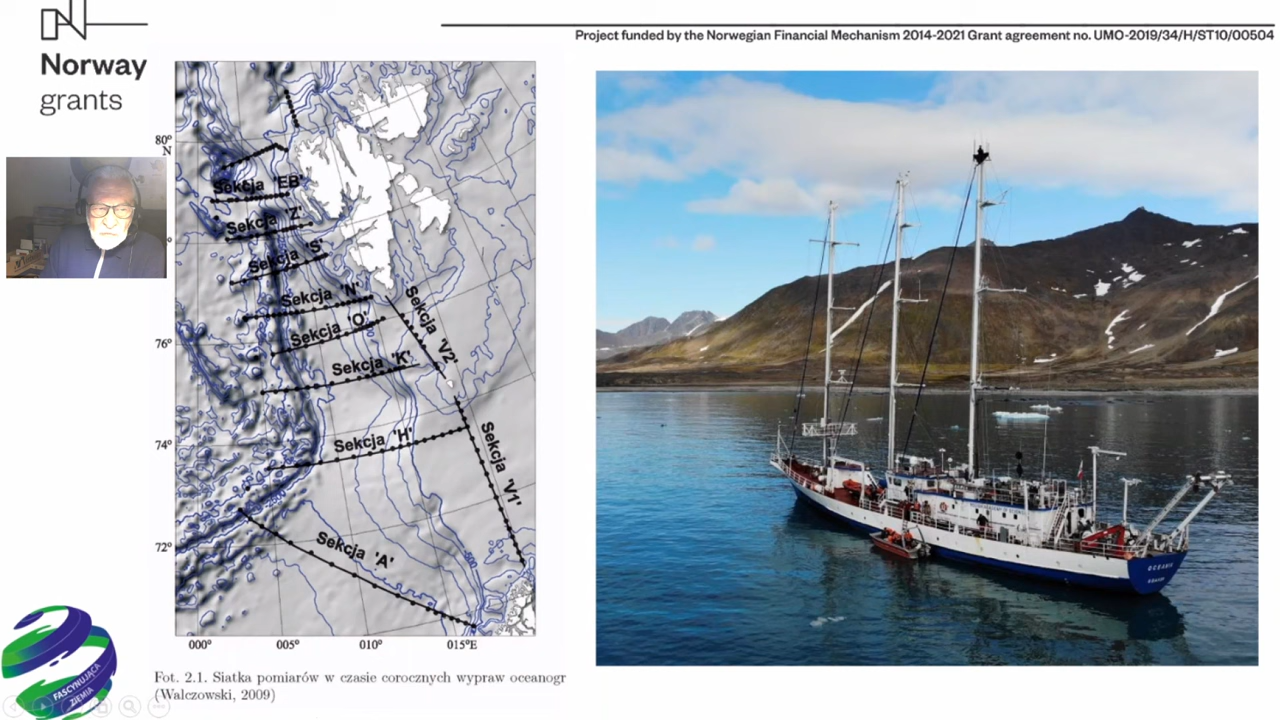 Project funded by the Norwegian Financial Mechanism 2014-2021 Grant agreement no. UMO-2019/34/H/ST10/00504
Norway
grants
80°
N
Sekcja 'EB'
Sekcja 'Z'
Sekcja 'S'
Sekcja 'N'
Sekcja 'O'
Sekcja 'V2'
76°
Sekcja 'K'
74°
Sekcja 'H'
Sekcja 'V1'
72°
Sekcja 'A'
-500
000°
005°
010°
015°E
OCEANIA
FASCYNUJĄCA
ZIEMIA
Fot. 2.1. Siatka pomiarów w czasie corocznych wypraw oceanogr
(Walczowski, 2009)